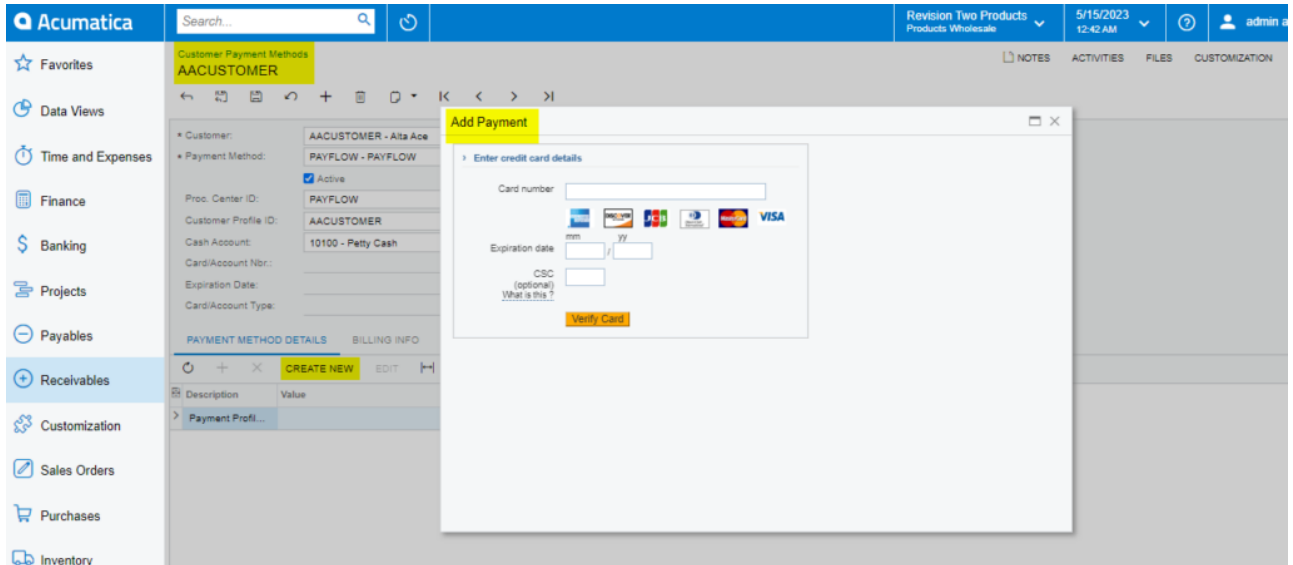 Acumatica
Search...
Revision Two Products
Products Wholesale
5/15/2023
12:42 AM
admin a
Favorites
Data Views
Time and Expenses
Finance
Banking
Projects
Payables
Receivables
Customization
Sales Orders
Purchases
Inventory
Customer Payment Methods
AACUSTOMER
NOTES
ACTIVITIES
FILES
CUSTOMIZATION
* Customer: AACUSTOMER - Alta Ace
* Payment Method: PAYFLOW - PAYFLOW
Active
Proc. Center ID: PAYFLOW
Customer Profile ID: AACUSTOMER
Cash Account: 10100 - Petty Cash
Card/Account Nbr.:
Expiration Date:
Card/Account Type:
PAYMENT METHOD DETAILS BILLING INFO
CREATE NEW EDIT
Description Value
Payment Profil...
Add Payment
Enter credit card details
Card number
DISCOVER JCB MasterCard VISA
mm yy
Expiration date /
CSC
(optional)
What is this ?
Verify Card